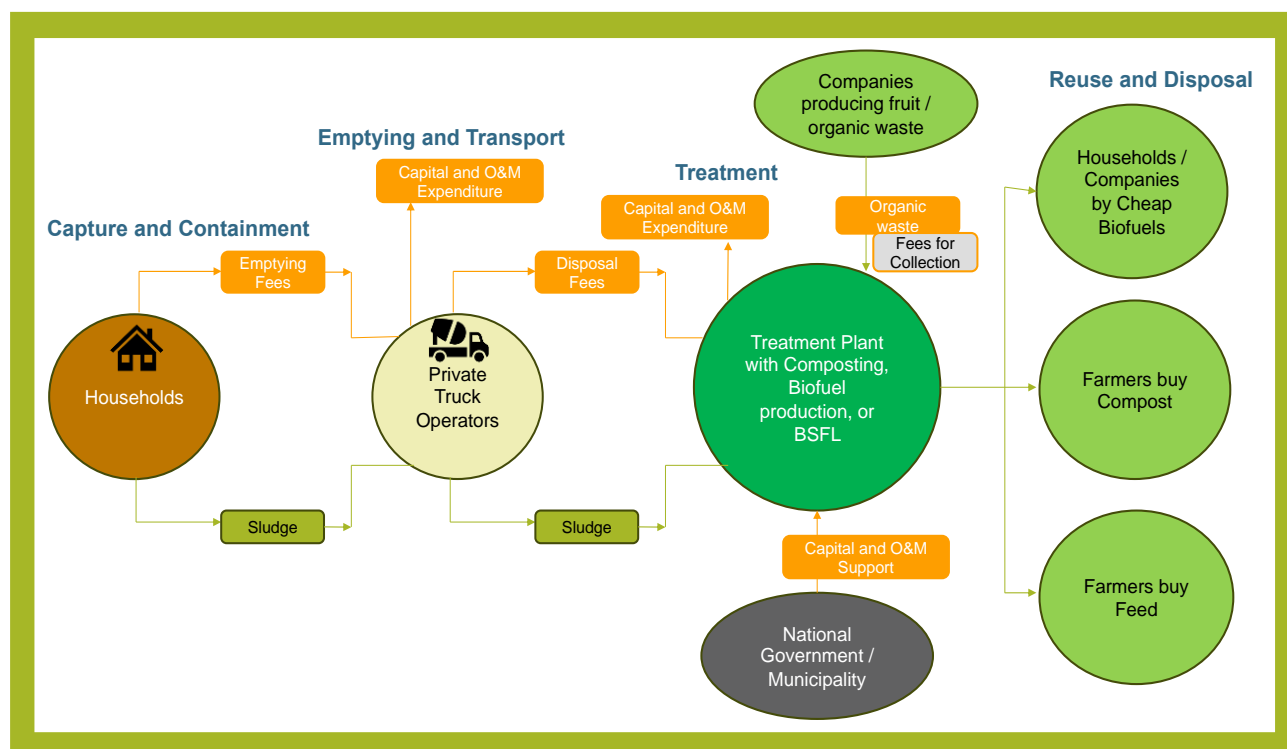 Capture and Containment
Emptying and Transport
Treatment
Reuse and Disposal
Households
Emptying
Fees
Sludge
Capital and O&M
Expenditure
Private
Truck
Operators
Disposal
Fees
Sludge
Capital and O&M
Expenditure
Companies
producing fruit /
organic waste
Organic
waste
Fees for
Collection
Treatment Plant
with Composting,
Biofuel
production, or
BSFL
Capital and O&M
Support
National
Government /
Municipality
Households /
Companies
by Cheap
Biofuels
Farmers buy
Compost
Farmers buy
Feed